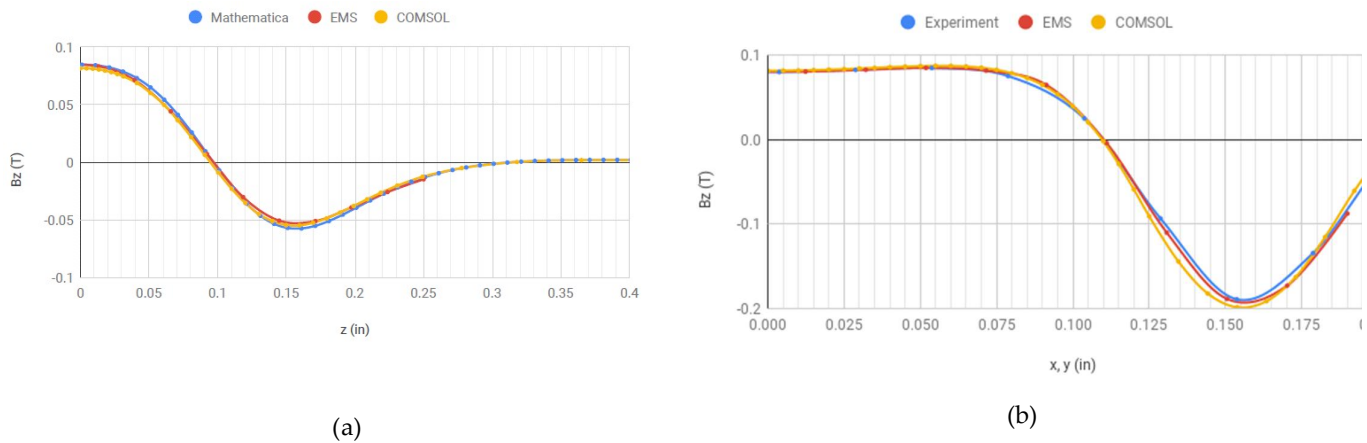 Mathematica EMS COMSOL
0.1
0.05
0
-0.05
-0.1
Bz (T)
0 0.05 0.1 0.15 0.2 0.25 0.3 0.35 0.4
z (in)
(a)
Experiment EMS COMSOL
0.1
0.0
-0.1
-0.2
Bz (T)
0.000 0.025 0.050 0.075 0.100 0.125 0.150 0.175
x, y (in)
(b)